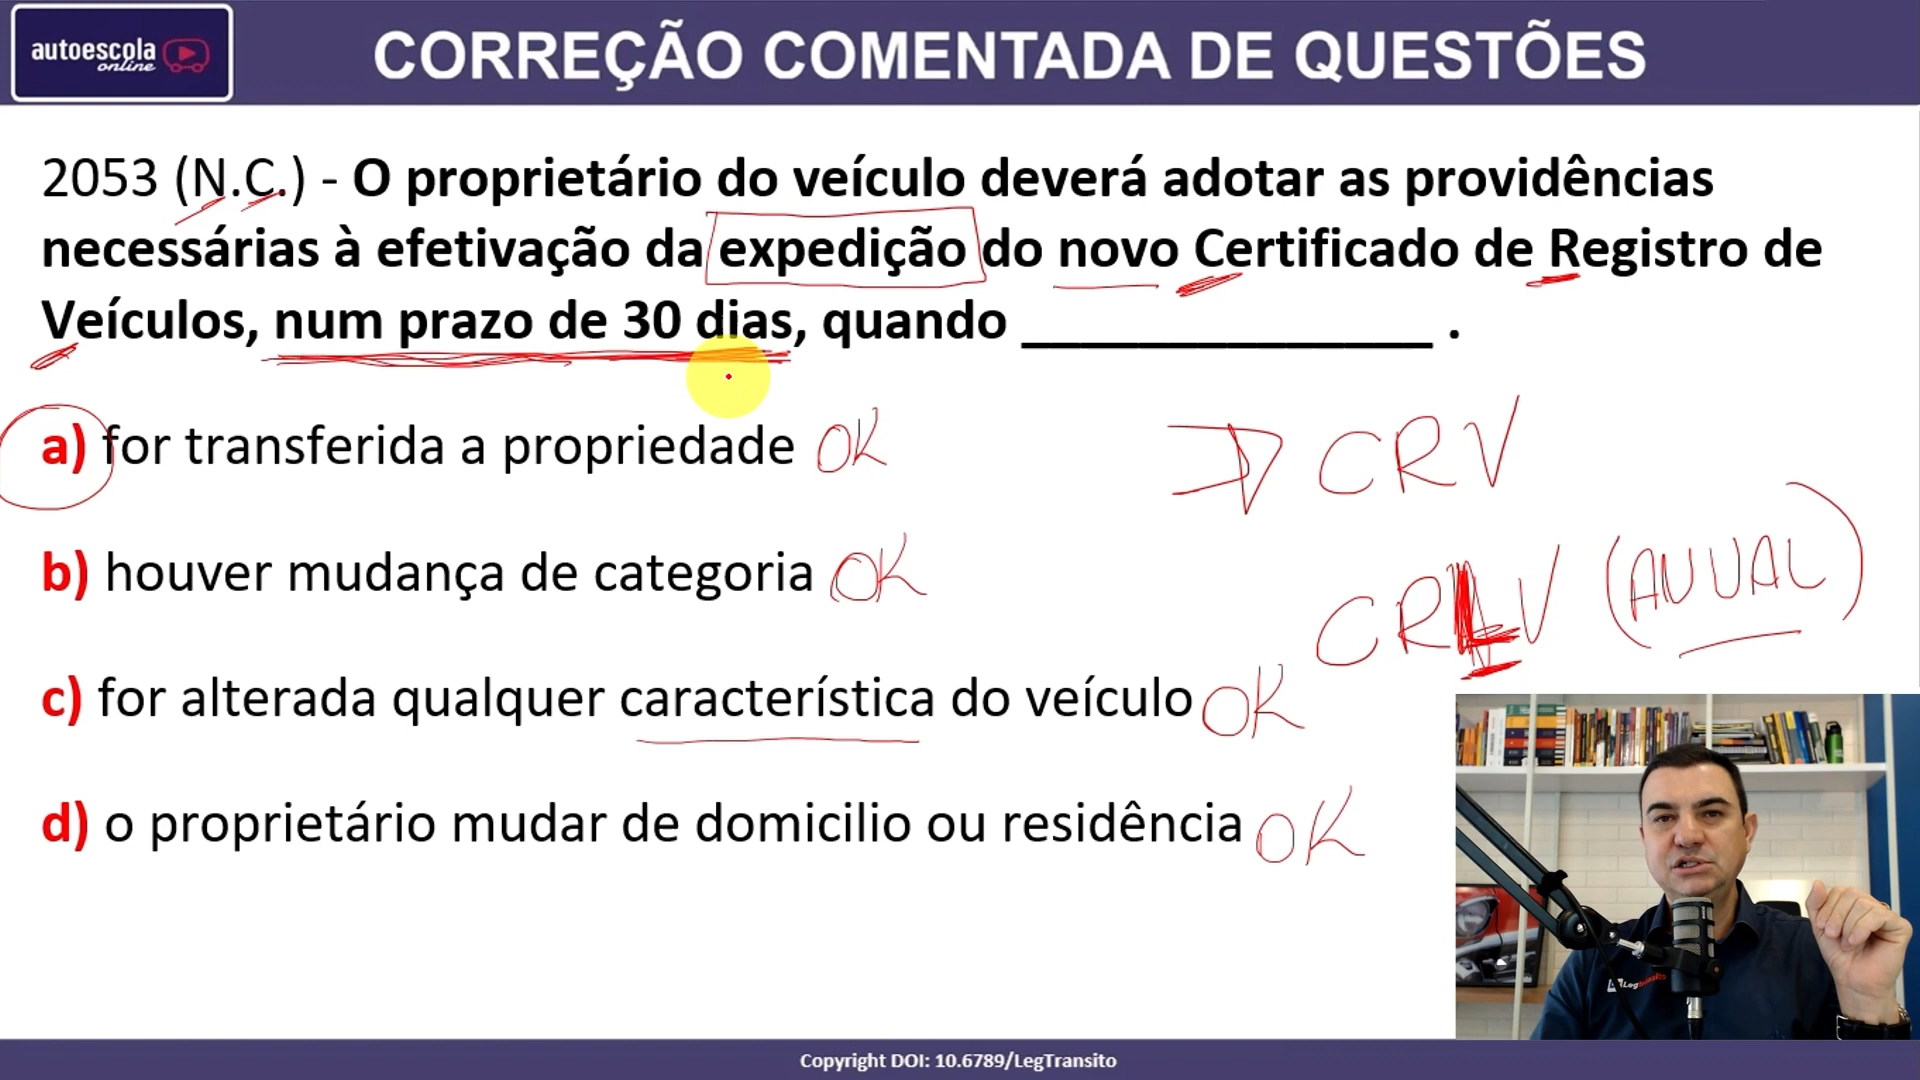 autoescola
online
CORREÇÃO COMENTADA DE QUESTÕES
2053 (N.C.) - O proprietário do veículo deverá adotar as providências
necessárias à efetivação da expedição do novo Certificado de Registro de
Veículos, num prazo de 30 dias, quando _______________ .
a) for transferida a propriedade OK
CRV
b) houver mudança de categoria OK
CRLV (ANUAL)
c) for alterada qualquer característica do veículo OK
d) o proprietário mudar de domicilio ou residência OK
LegTransito
Copyright DOI: 10.6789/LegTransito